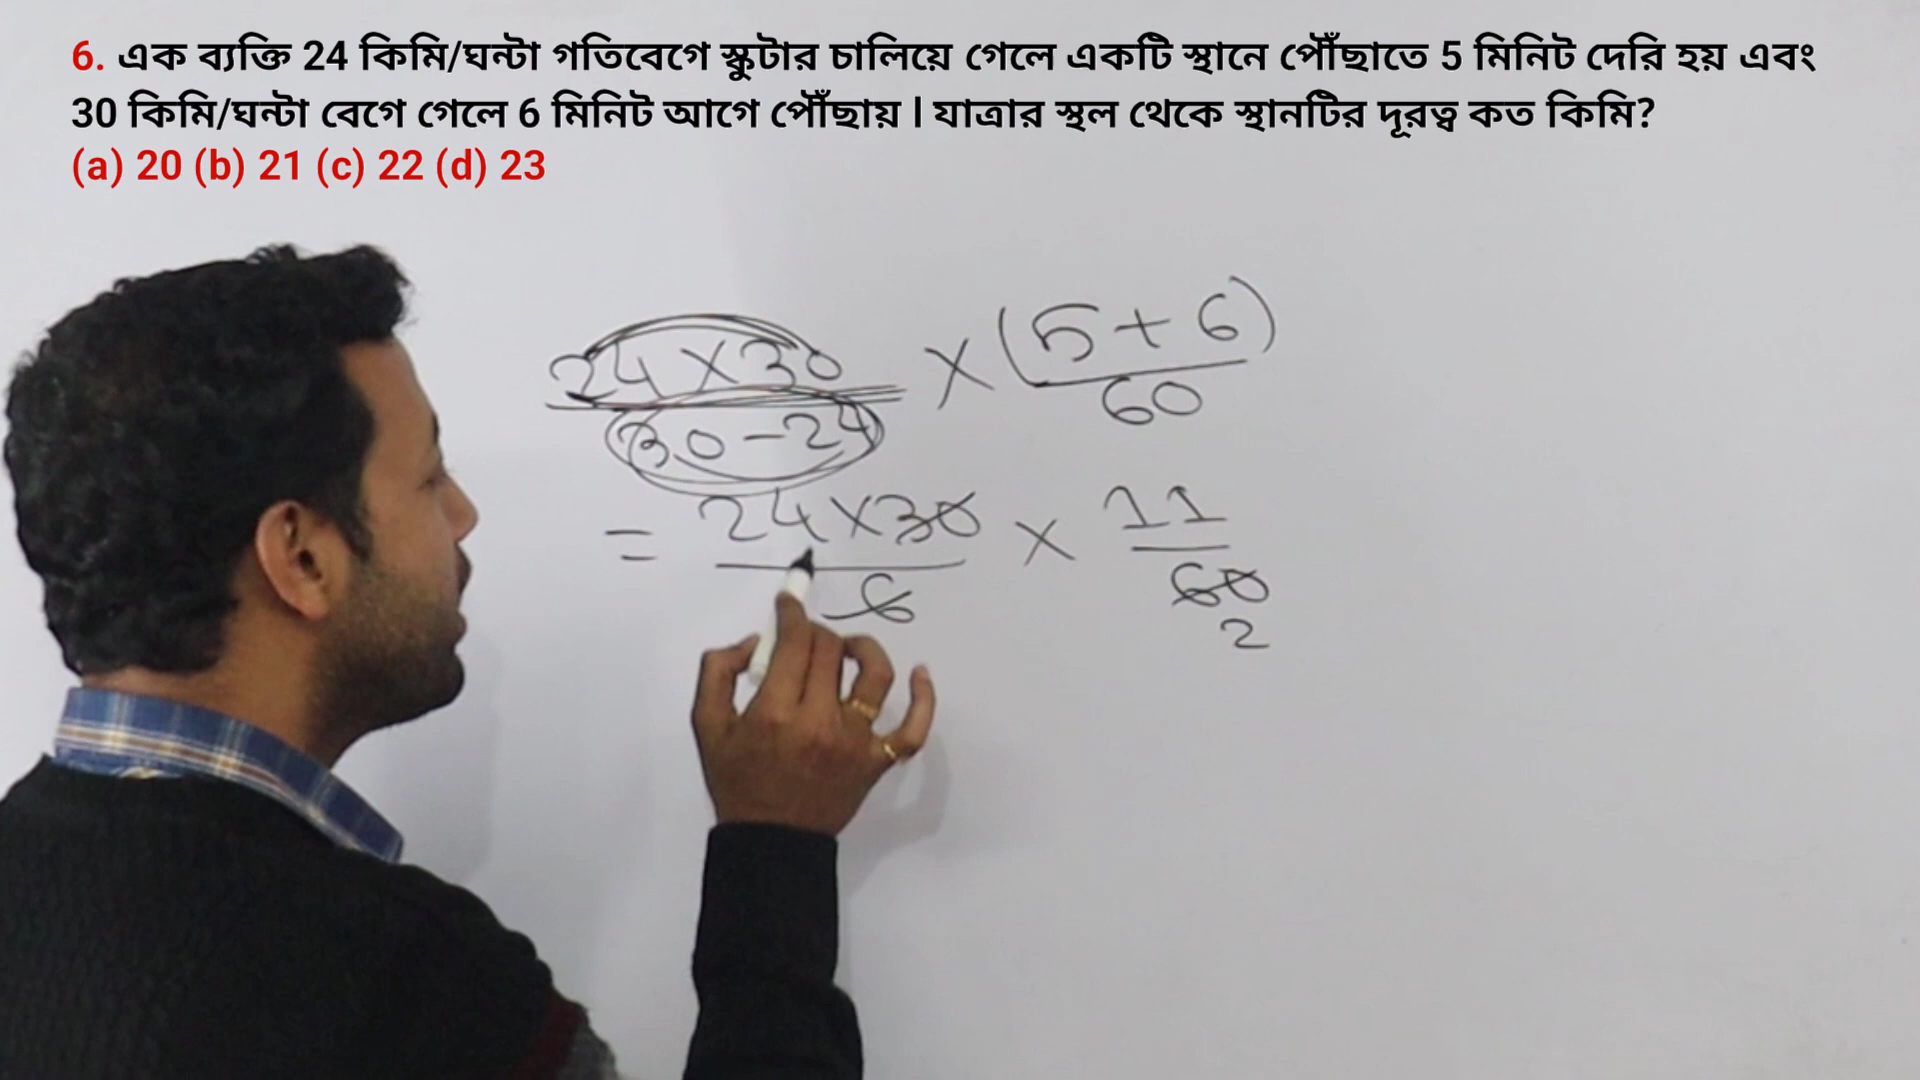 6. এক ব্যক্তি 24 কিমি/ঘন্টা গতিবেগে স্কুটার চালিয়ে গেলে একটি স্থানে পৌঁছাতে 5 মিনিট দেরি হয় এবং
30 কিমি/ঘন্টা বেগে গেলে 6 মিনিট আগে পৌঁছায় l যাত্রার স্থল থেকে স্থানটির দূরত্ব কত কিমি?
(a) 20 (b) 21 (c) 22 (d) 23
24 × 30 × (5 + 6)
30 - 24 60
= 24 × 30 × 11
6 60
2